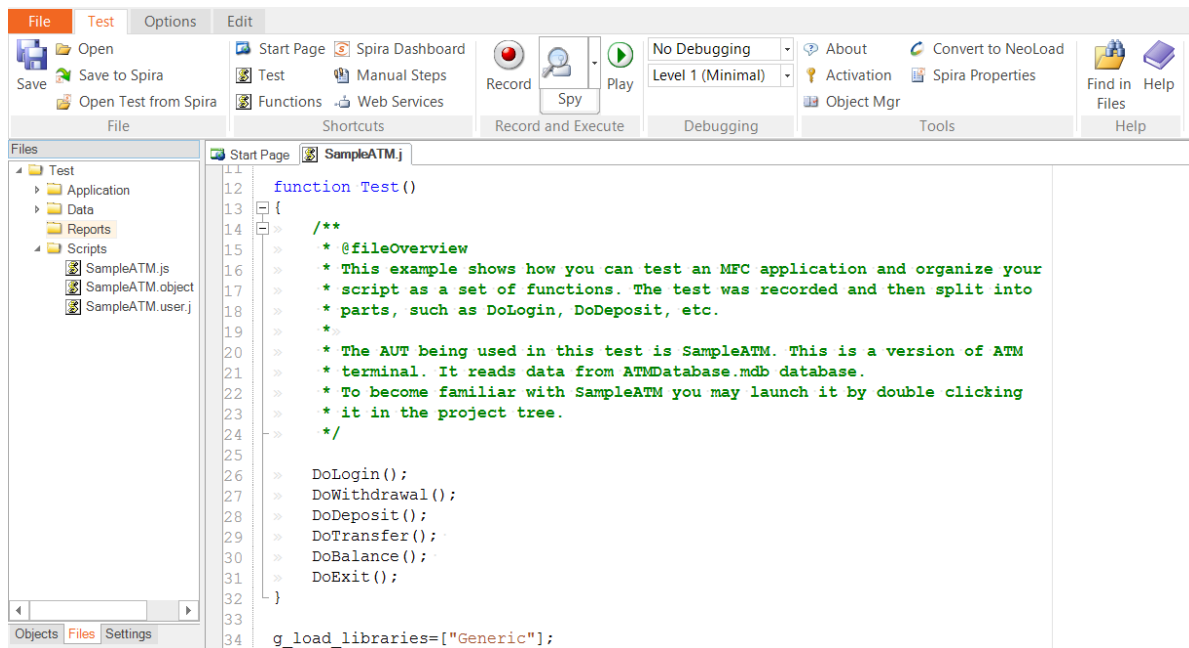 File Test Options Edit
Open Start Page Spira Dashboard No Debugging About Convert to NeoLoad
Save to Spira Test Manual Steps Level 1 (Minimal) Activation Spira Properties
Save Open Test from Spira Functions Web Services Record Spy Play Object Mgr Find in Files Help
File Shortcuts Record and Execute Debugging Tools Help
Files
Test
Application
Data
Reports
Scripts
SampleATM.js
SampleATM.object
SampleATM.user.j
Objects Files Settings
Start Page SampleATM.j
11
12 function Test()
13 {
14 /**
15 * @fileOverview
16 * This example shows how you can test an MFC application and organize your
17 * script as a set of functions. The test was recorded and then split into
18 * parts, such as DoLogin, DoDeposit, etc.
19 *
20 * The AUT being used in this test is SampleATM. This is a version of ATM
21 * terminal. It reads data from ATMDatabase.mdb database.
22 * To become familiar with SampleATM you may launch it by double clicking
23 * it in the project tree.
24 */
25
26 DoLogin();
27 DoWithdrawal();
28 DoDeposit();
29 DoTransfer();
30 DoBalance();
31 DoExit();
32 }
33
34 g_load_libraries=["Generic"];